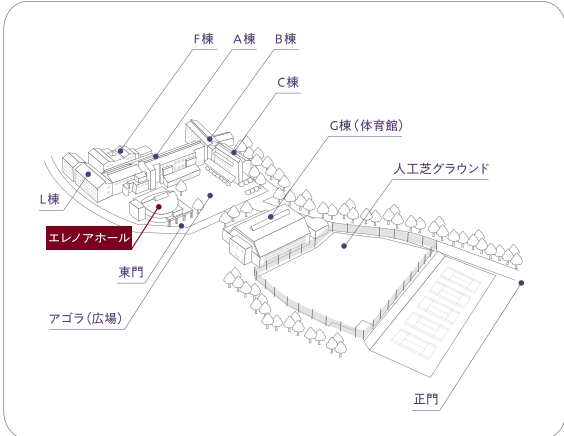 F棟
A棟
B棟
C棟
G棟（体育館）
人工芝グラウンド
L棟
エレノアホール
東門
アゴラ（広場）
正門